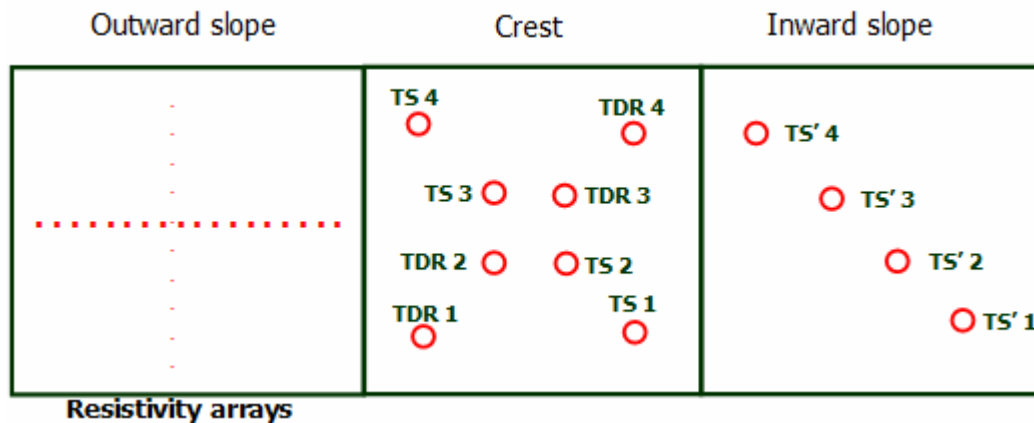 Outward slope
Crest
Inward slope
TS 4
TDR 4
TS' 4
TS 3
TDR 3
TS' 3
TDR 2
TS 2
TS' 2
TDR 1
TS 1
TS' 1
Resistivity arrays